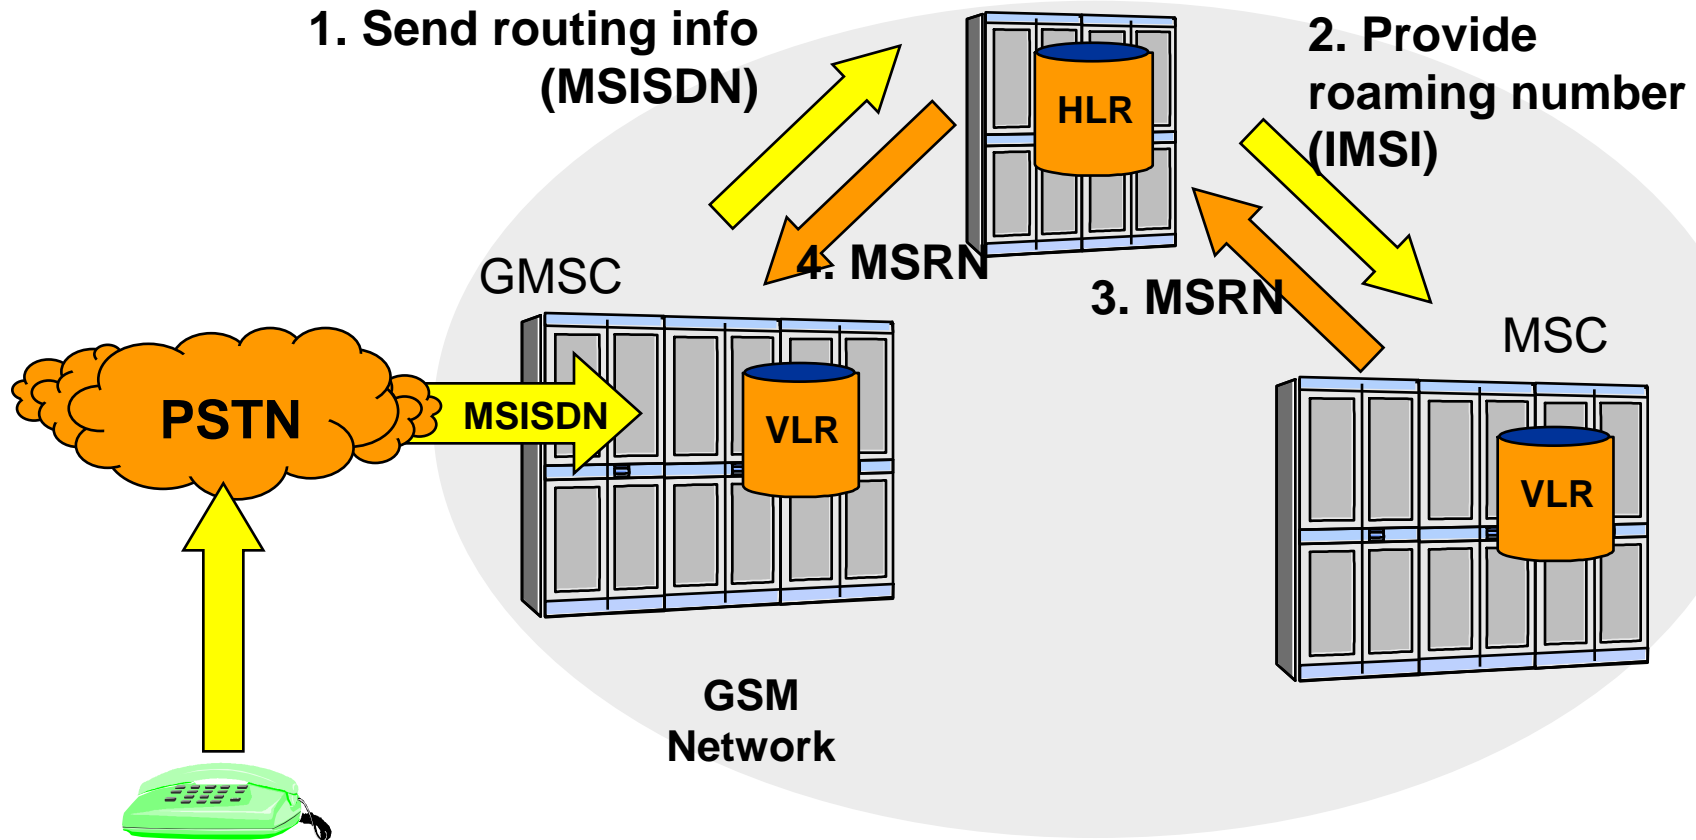 1. Send routing info
(MSISDN)
2. Provide
roaming number
(IMSI)
HLR
4. MSRN
3. MSRN
GMSC
MSC
PSTN
MSISDN
VLR
VLR
GSM
Network